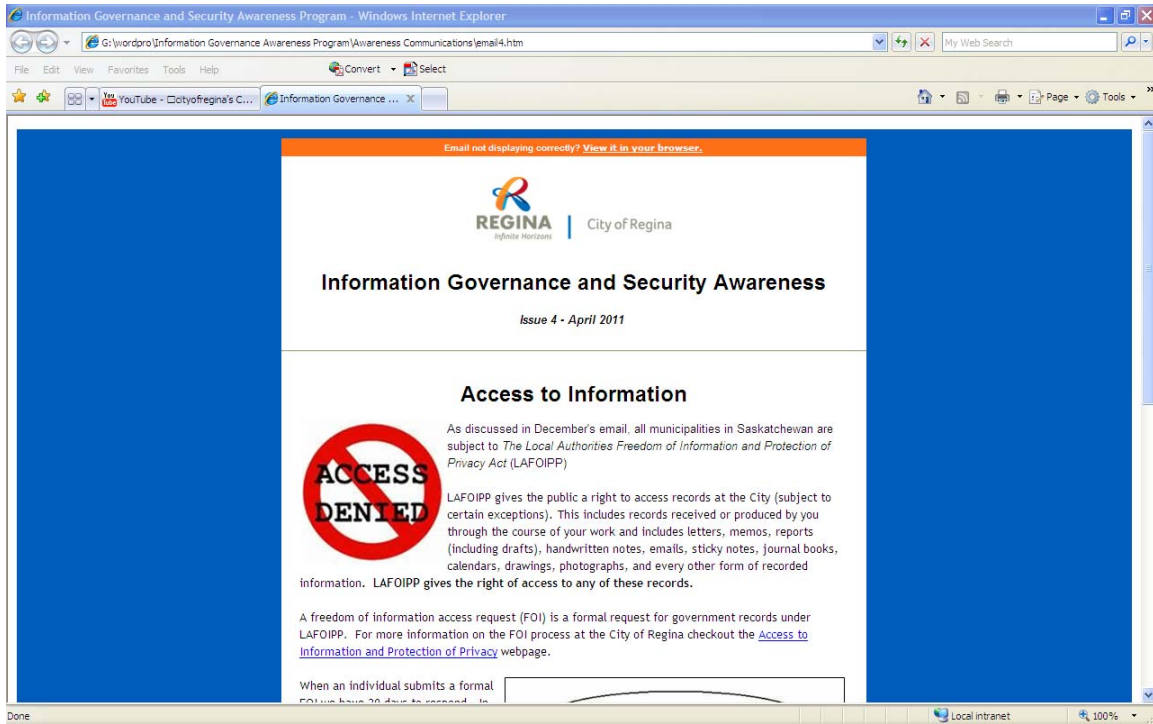 Information Governance and Security Awareness Program - Windows Internet Explorer
G:\wordpro\Information Governance Awareness Program\Awareness Communications\email4.htm
My Web Search
File Edit View Favorites Tools Help
Convert Select
YouTube - □cityofregina's C...
Information Governance ... X
Page Tools »
Email not displaying correctly? View it in your browser.
REGINA
Infinite Horizons
City of Regina
Information Governance and Security Awareness
Issue 4 - April 2011
Access to Information
ACCESS
DENIED
As discussed in December's email, all municipalities in Saskatchewan are
subject to The Local Authorities Freedom of Information and Protection of
Privacy Act (LAFOIPP)
LAFOIPP gives the public a right to access records at the City (subject to
certain exceptions). This includes records received or produced by you
through the course of your work and includes letters, memos, reports
(including drafts), handwritten notes, emails, sticky notes, journal books,
calendars, drawings, photographs, and every other form of recorded
information. LAFOIPP gives the right of access to any of these records.
A freedom of information access request (FOI) is a formal request for government records under
LAFOIPP. For more information on the FOI process at the City of Regina checkout the Access to
Information and Protection of Privacy webpage.
When an individual submits a formal
FOI we have 30 days to respond. In
Done
Local intranet
100%